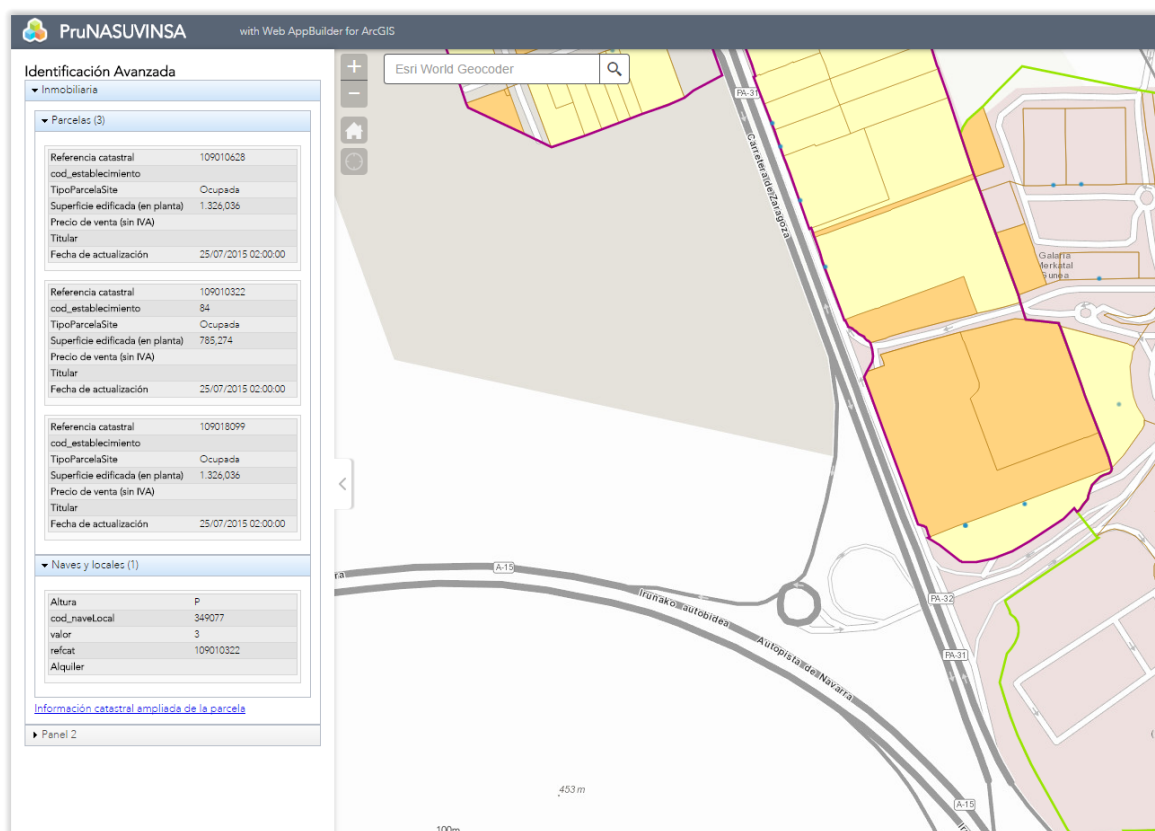 PruNASUVINSA with Web AppBuilder for ArcGIS
Identificación Avanzada
Inmobiliaria
Parcelas (3)
Referencia catastral 109010628
cod_establecimiento
TipoParcelaSite Ocupada
Superficie edificada (en planta) 1.326,036
Precio de venta (sin IVA)
Titular
Fecha de actualización 25/07/2015 02:00:00
Referencia catastral 109010322
cod_establecimiento 84
TipoParcelaSite Ocupada
Superficie edificada (en planta) 785,274
Precio de venta (sin IVA)
Titular
Fecha de actualización 25/07/2015 02:00:00
Referencia catastral 109018099
cod_establecimiento
TipoParcelaSite Ocupada
Superficie edificada (en planta) 1.326,036
Precio de venta (sin IVA)
Titular
Fecha de actualización 25/07/2015 02:00:00
Naves y locales (1)
Altura P
cod_naveLocal 349077
valor 3
refcat 109010322
Alquiler
Información catastral ampliada de la parcela
Panel 2
Esri World Geocoder
PA-31
Carretera de Zaragoza
Galaria
Merkatal
Gunea
A-15
ra
Irunako autobidea
Autopista de Navarra
PA-32
PA-31
A-15
453 m
100m